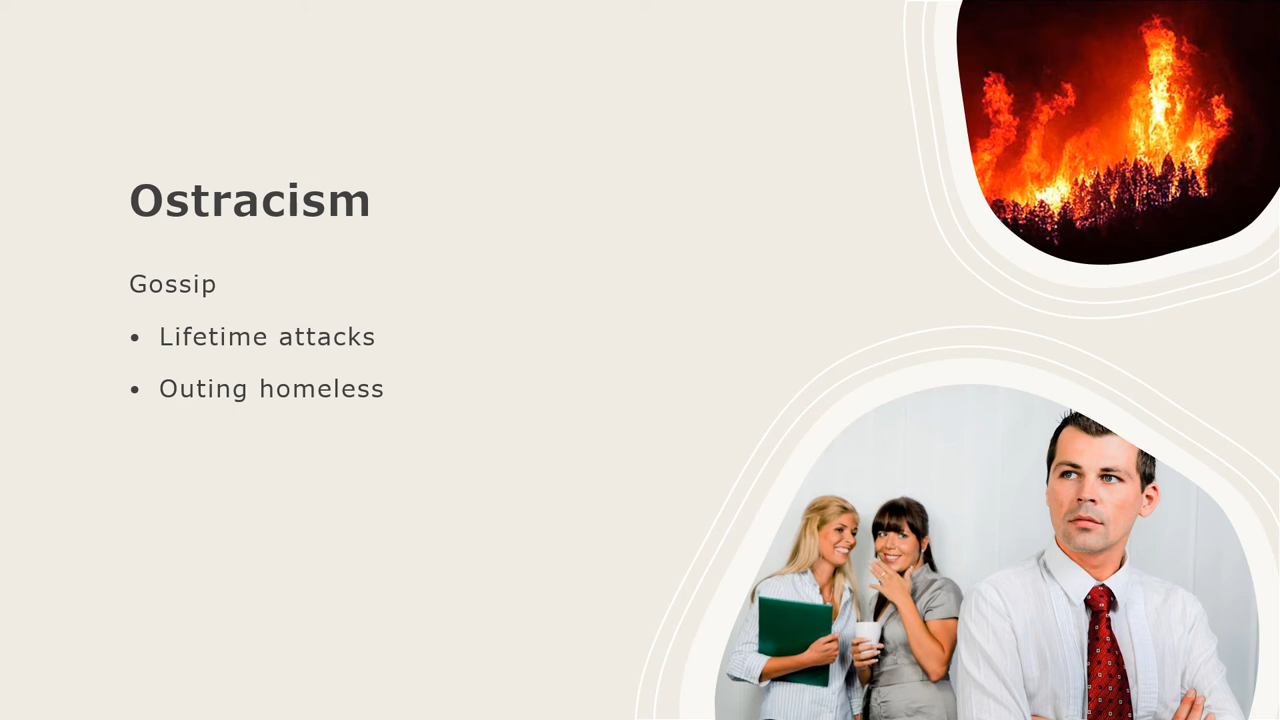 Ostracism
Gossip
• Lifetime attacks
• Outing homeless